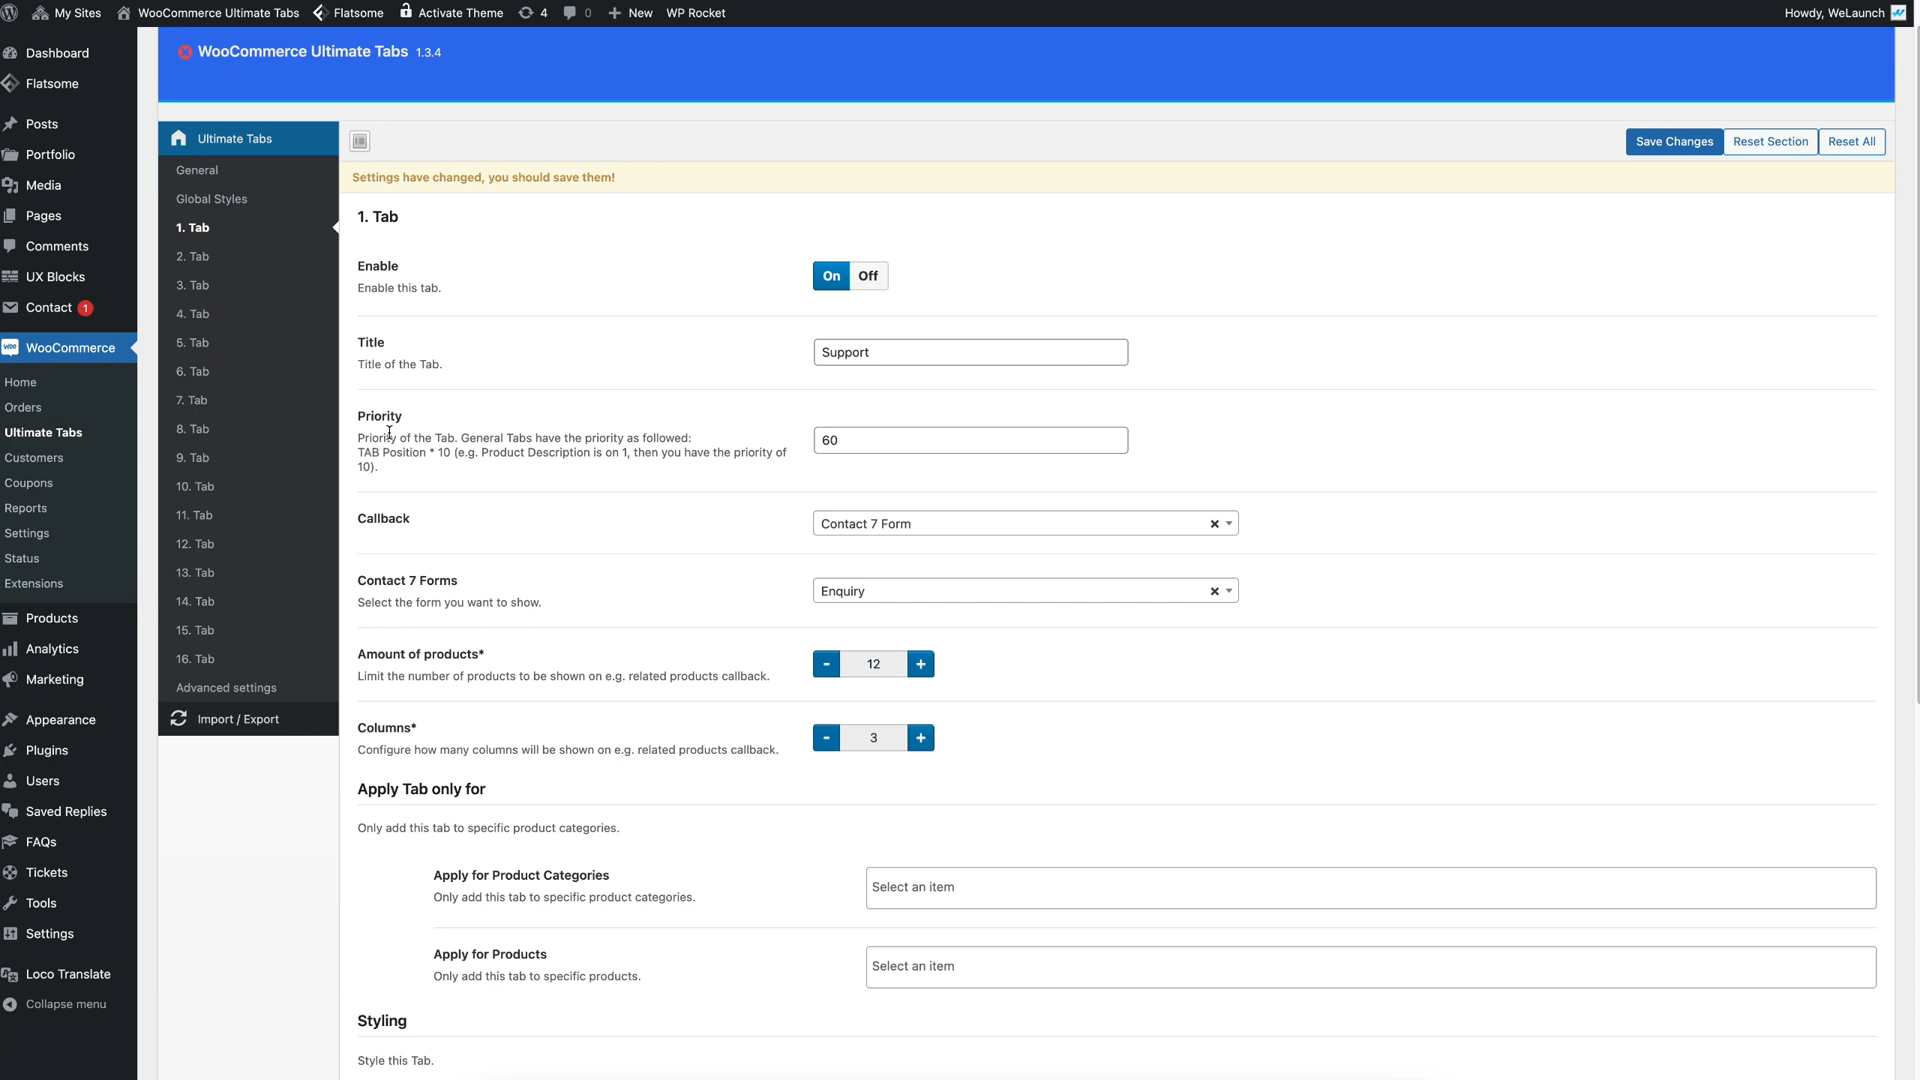 My Sites WooCommerce Ultimate Tabs Flatsome Activate Theme 4 0 New WP Rocket Howdy, WeLaunch
Dashboard
Flatsome
Posts
Portfolio
Media
Pages
Comments
UX Blocks
Contact 1
WooCommerce
Home
Orders
Ultimate Tabs
Customers
Coupons
Reports
Settings
Status
Extensions
Products
Analytics
Marketing
Appearance
Plugins
Users
Saved Replies
FAQs
Tickets
Tools
Settings
Loco Translate
Collapse menu
WooCommerce Ultimate Tabs 1.3.4
Ultimate Tabs
General
Global Styles
1. Tab
2. Tab
3. Tab
4. Tab
5. Tab
6. Tab
7. Tab
8. Tab
9. Tab
10. Tab
11. Tab
12. Tab
13. Tab
14. Tab
15. Tab
16. Tab
Advanced settings
Import / Export
Save Changes Reset Section Reset All
Settings have changed, you should save them!
1. Tab
Enable
Enable this tab.
On Off
Title
Title of the Tab.
Support
Priority
Priority of the Tab. General Tabs have the priority as followed:
TAB Position * 10 (e.g. Product Description is on 1, then you have the priority of
10).
60
Callback
Contact 7 Form
Contact 7 Forms
Select the form you want to show.
Enquiry
Amount of products*
Limit the number of products to be shown on e.g. related products callback.
- 12 +
Columns*
Configure how many columns will be shown on e.g. related products callback.
- 3 +
Apply Tab only for
Only add this tab to specific product categories.
Apply for Product Categories
Only add this tab to specific product categories.
Select an item
Apply for Products
Only add this tab to specific products.
Select an item
Styling
Style this Tab.